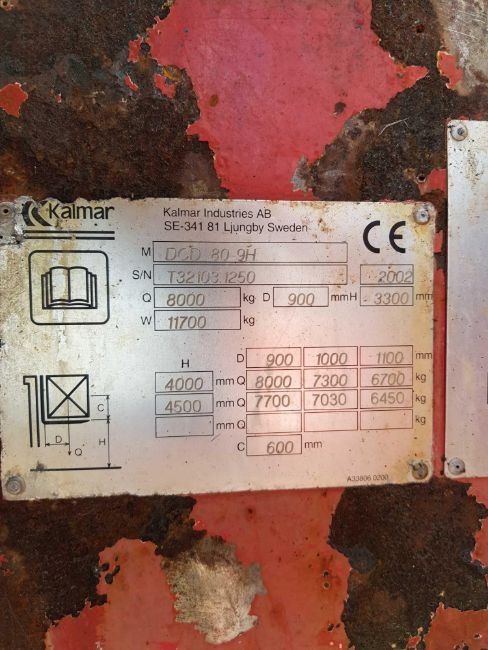 Kalmar
Kalmar Industries AB
SE-341 81 Ljungby Sweden
CE
M DCD 80-9H
S/N T32103.1250 2002
Q 8000 kg D 900 mm H 3300 mm
W 11700 kg
H D 900 1000 1100 mm
4000 mm Q 8000 7300 6700 kg
4500 mm Q 7700 7030 6450 kg
mm Q kg
C 600 mm
C
D
H
Q
A33806.0200